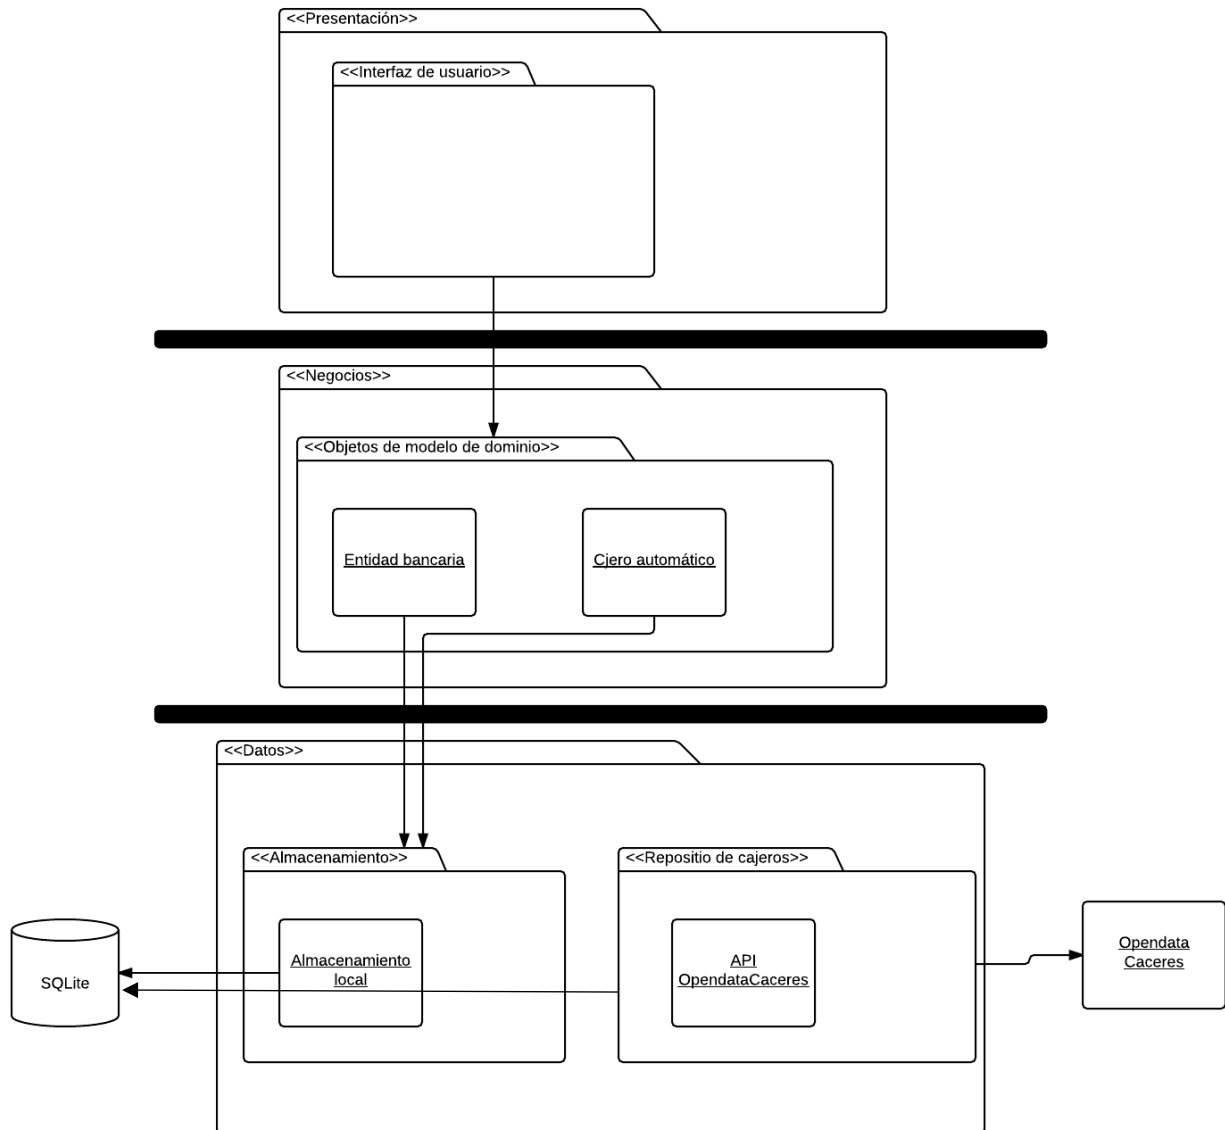 <<Presentación>>
<<Interfaz de usuario>>
<<Negocios>>
<<Objetos de modelo de dominio>>
Entidad bancaria
Cjero automático
<<Datos>>
<<Almacenamiento>>
<<Repositio de cajeros>>
SQLite
Almacenamiento
local
API
OpendataCaceres
Opendata
Caceres